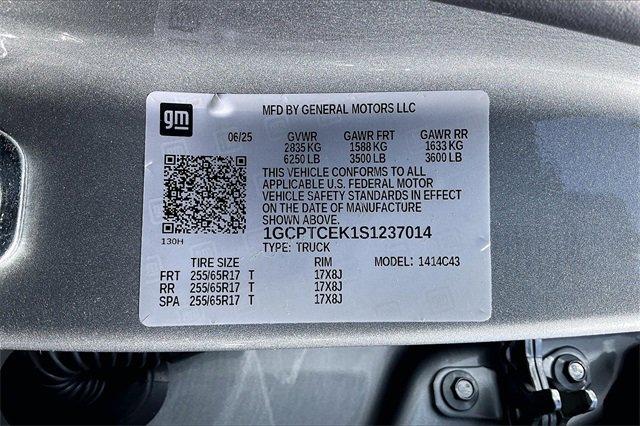 gm
MFD BY GENERAL MOTORS LLC
06/25 GVWR GAWR FRT GAWR RR
2835 KG 1588 KG 1633 KG
6250 LB 3500 LB 3600 LB
THIS VEHICLE CONFORMS TO ALL
APPLICABLE U.S. FEDERAL MOTOR
VEHICLE SAFETY STANDARDS IN EFFECT
ON THE DATE OF MANUFACTURE
SHOWN ABOVE.
130H
1GCPTCEK1S1237014
TYPE: TRUCK
TIRE SIZE RIM MODEL: 1414C43
FRT 255/65R17 T 17X8J
RR 255/65R17 T 17X8J
SPA 255/65R17 T 17X8J